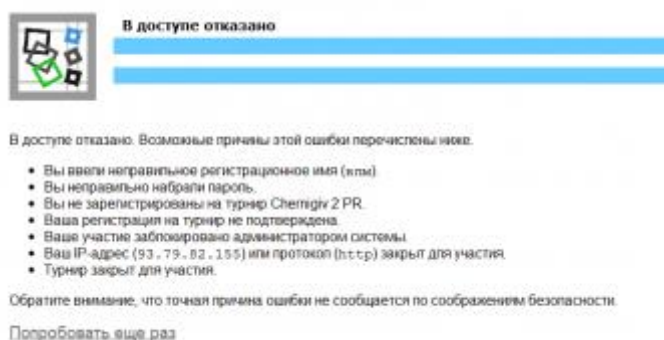 В доступе отказано
В доступе отказано. Возможные причины этой ошибки перечислены ниже.
Вы ввели неправильное регистрационное имя (впм)
Вы неправильно набрали пароль.
Вы не зарегистрированы на турнир Chernigiv 2 PR.
Ваша регистрация на турнир не подтверждена.
Ваше участие заблокировано администратором системы.
Ваш IP-адрес (93.79.82.155) или протокол (http) закрыт для участия.
Турнир закрыт для участия.
Обратите внимание, что точная причина ошибки не сообщается по соображениям безопасности.
Попробовать еще раз